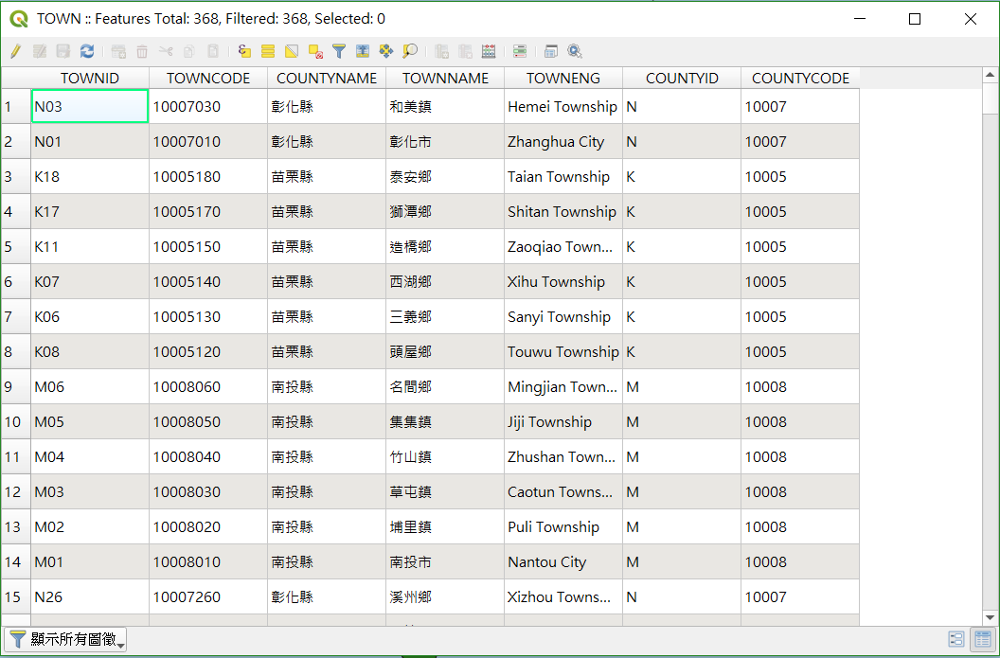 TOWN :: Features Total: 368, Filtered: 368, Selected: 0
TOWNID TOWNCODE COUNTYNAME TOWNNAME TOWNENG COUNTYID COUNTYCODE
1 N03 10007030 彰化縣 和美鎮 Hemei Township N 10007
2 N01 10007010 彰化縣 彰化市 Zhanghua City N 10007
3 K18 10005180 苗栗縣 泰安鄉 Taian Township K 10005
4 K17 10005170 苗栗縣 獅潭鄉 Shitan Township K 10005
5 K11 10005150 苗栗縣 造橋鄉 Zaoqiao Town... K 10005
6 K07 10005140 苗栗縣 西湖鄉 Xihu Township K 10005
7 K06 10005130 苗栗縣 三義鄉 Sanyi Township K 10005
8 K08 10005120 苗栗縣 頭屋鄉 Touwu Township K 10005
9 M06 10008060 南投縣 名間鄉 Mingjian Town... M 10008
10 M05 10008050 南投縣 集集鎮 Jiji Township M 10008
11 M04 10008040 南投縣 竹山鎮 Zhushan Town... M 10008
12 M03 10008030 南投縣 草屯鎮 Caotun Towns... M 10008
13 M02 10008020 南投縣 埔里鎮 Puli Township M 10008
14 M01 10008010 南投縣 南投市 Nantou City M 10008
15 N26 10007260 彰化縣 溪州鄉 Xizhou Towns... N 10007
顯示所有圖徵